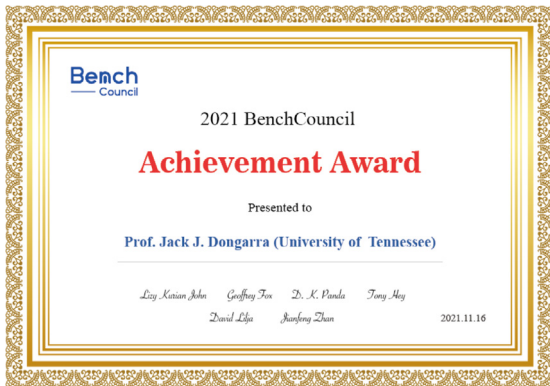 Bench
Council
2021 BenchCouncil
Achievement Award
Presented to
Prof. Jack J. Dongarra (University of Tennessee)
Lizy Kurian John Geoffrey Fox D. K. Panda Tony Hey
David Lilja Jianfeng Zhan
2021.11.16